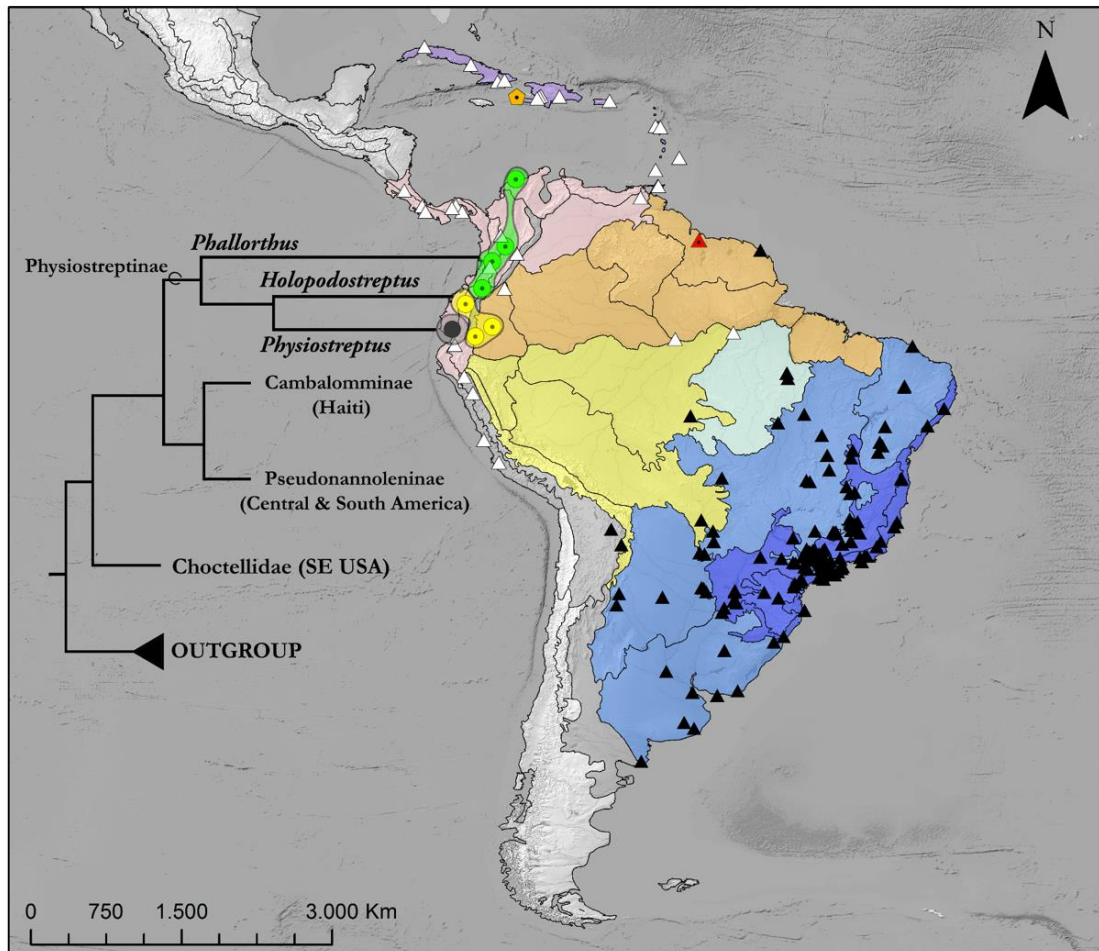 N
Phallorthus
Physiostreptinae
Holopodostreptus
Physiostreptus
Cambalomminae
(Haiti)
Pseudonannoleninae
(Central & South America)
Choctellidae (SE USA)
OUTGROUP
0 750 1.500 3.000 Km